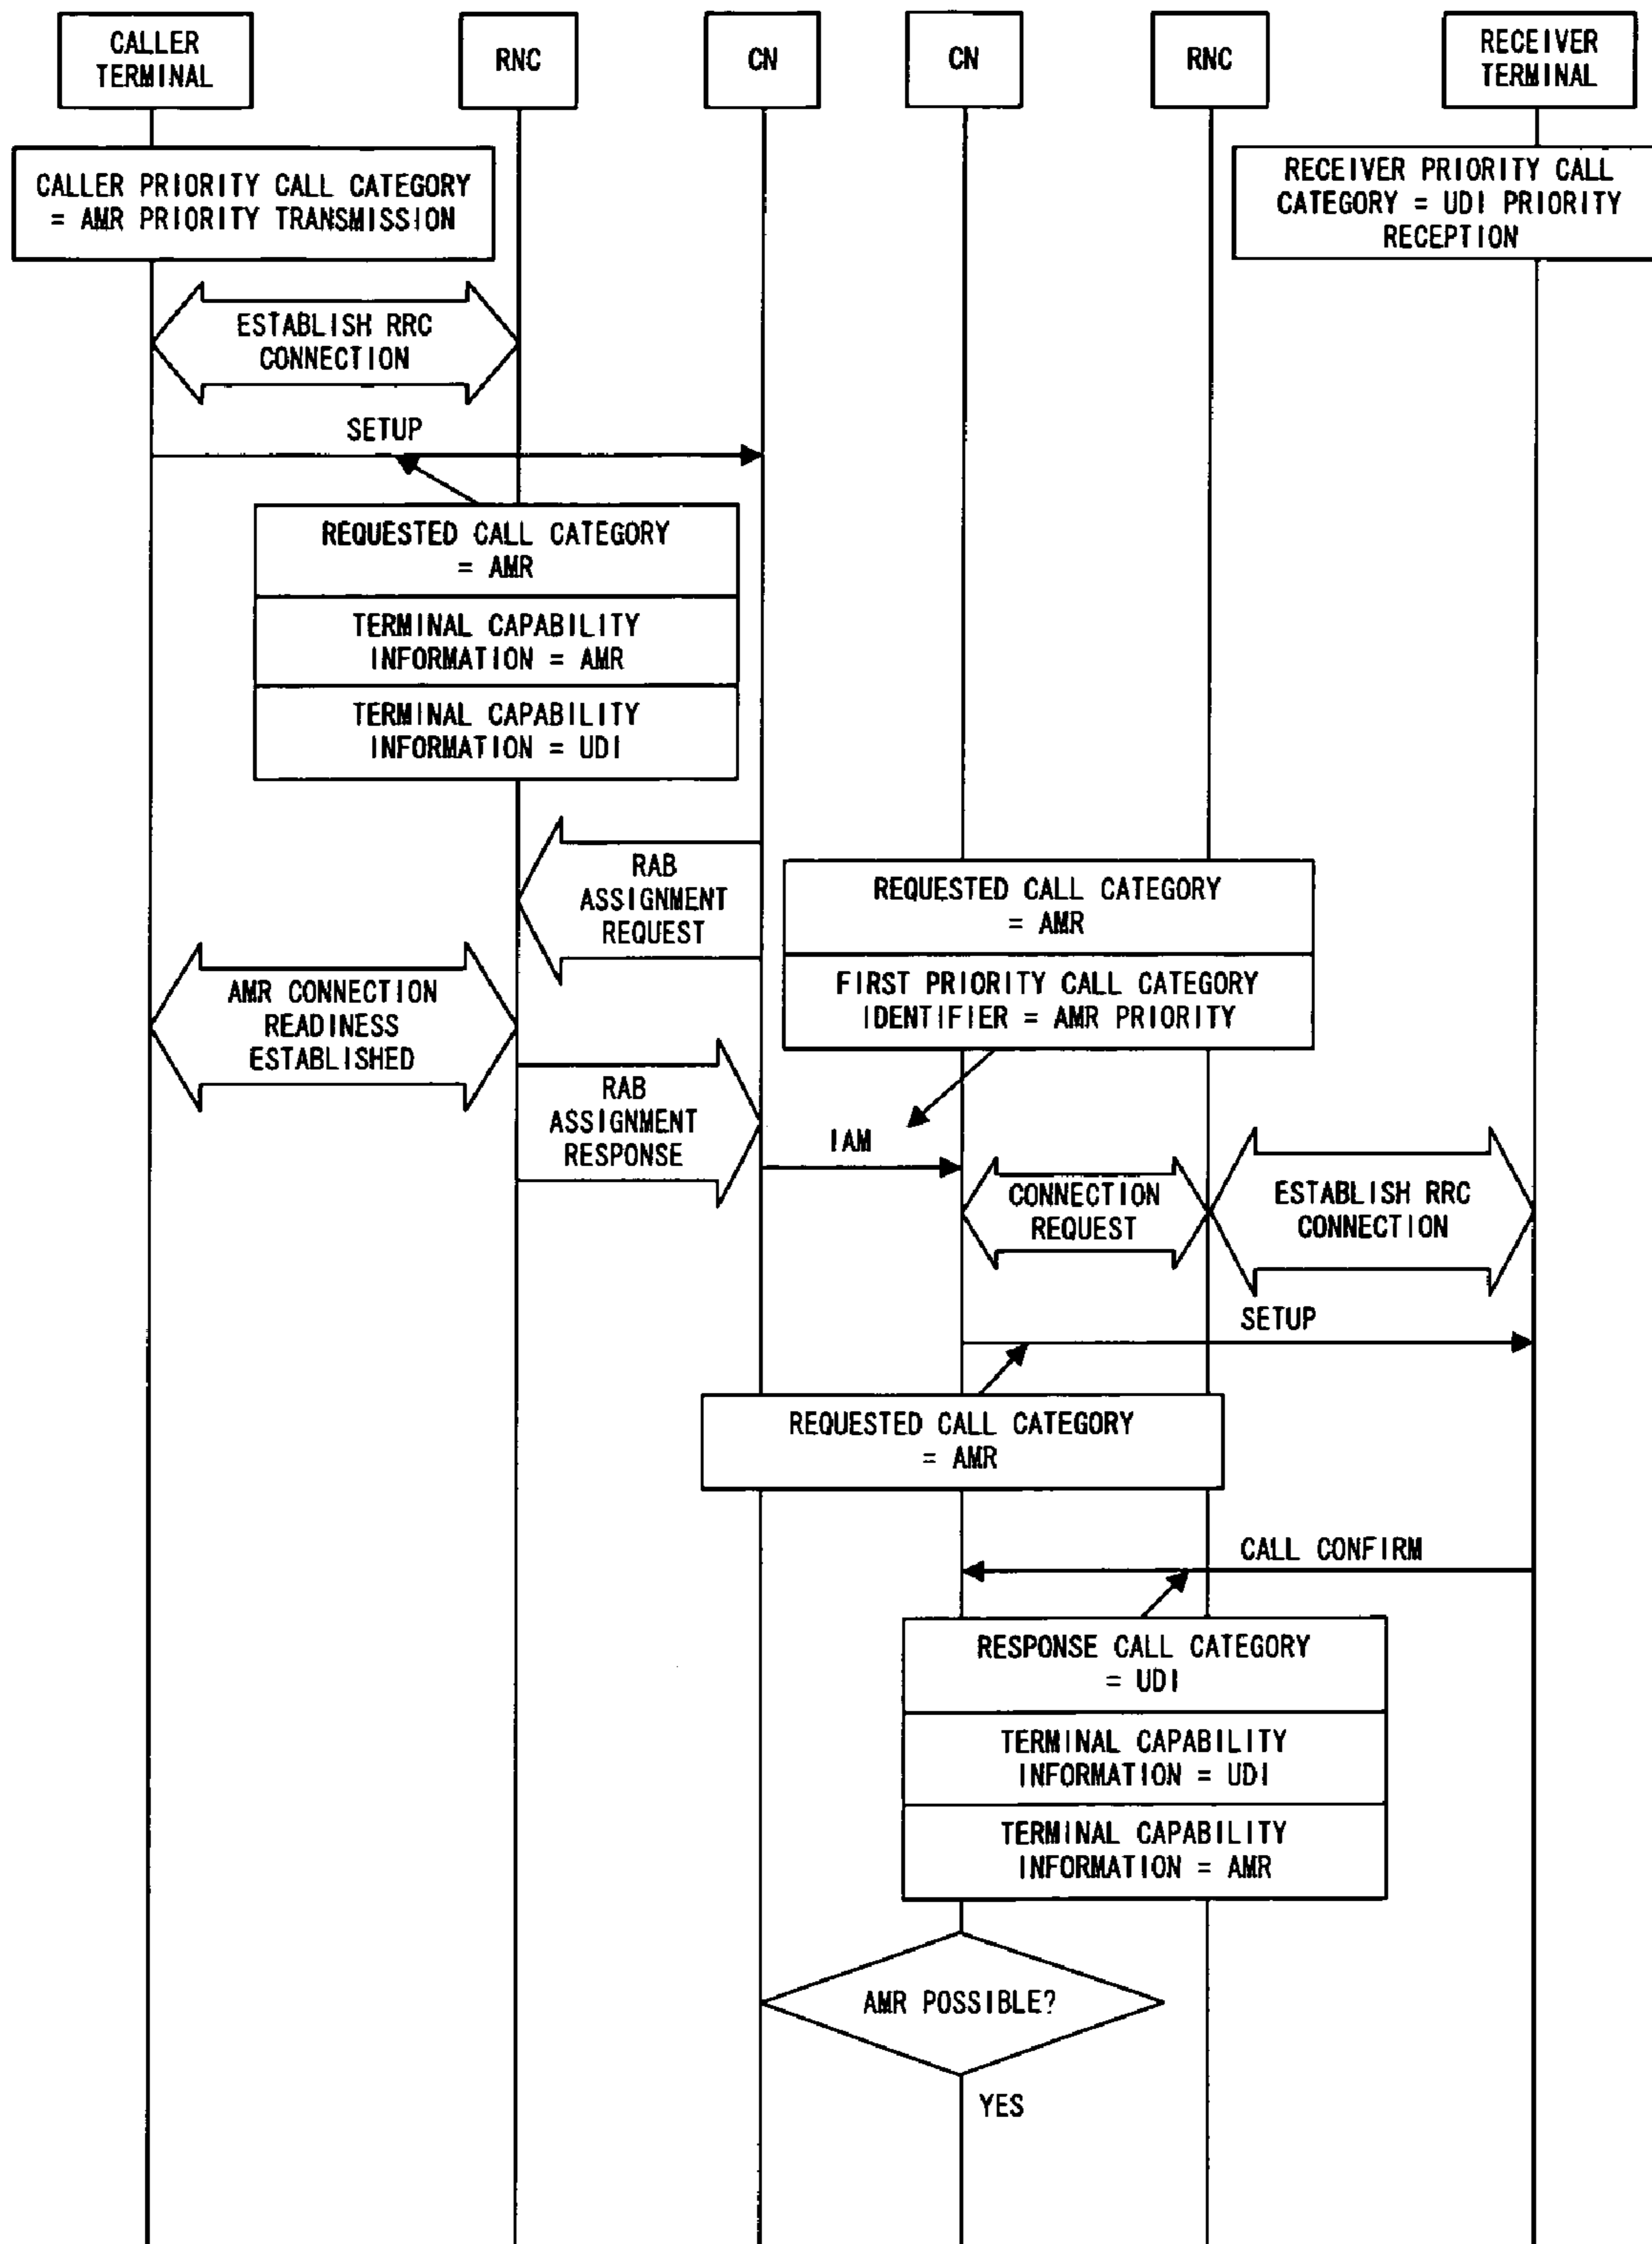 CALLER
TERMINAL
RNC
CN
CN
RNC
RECEIVER
TERMINAL
CALLER PRIORITY CALL CATEGORY
= AMR PRIORITY TRANSMISSION
RECEIVER PRIORITY CALL
CATEGORY = UDI PRIORITY
RECEPTION
ESTABLISH RRC
CONNECTION
SETUP
REQUESTED CALL CATEGORY
= AMR
TERMINAL CAPABILITY
INFORMATION = AMR
TERMINAL CAPABILITY
INFORMATION = UDI
RAB
ASSIGNMENT
REQUEST
REQUESTED CALL CATEGORY
= AMR
FIRST PRIORITY CALL CATEGORY
IDENTIFIER = AMR PRIORITY
AMR CONNECTION
READINESS
ESTABLISHED
RAB
ASSIGNMENT
RESPONSE
IAM
CONNECTION
REQUEST
ESTABLISH RRC
CONNECTION
SETUP
REQUESTED CALL CATEGORY
= AMR
CALL CONFIRM
RESPONSE CALL CATEGORY
= UDI
TERMINAL CAPABILITY
INFORMATION = UDI
TERMINAL CAPABILITY
INFORMATION = AMR
AMR POSSIBLE?
YES